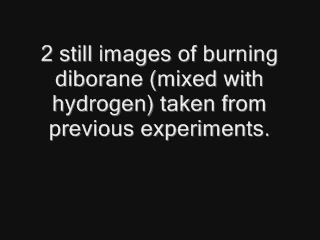 2 still images of burning
diborane (mixed with
hydrogen) taken from
previous experiments.